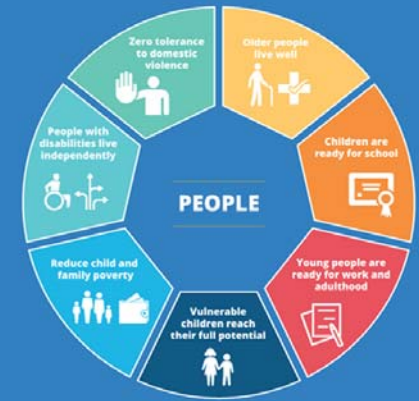 Zero tolerance
to domestic
violence
Older people
live well
Children are
ready for school
Young people are
ready for work and
adulthood
Vulnerable
children reach
their full potential
Reduce child and
family poverty
People with
disabilities live
independently
PEOPLE